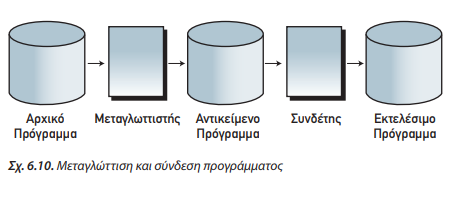 Αρχικό Πρόγραμμα
Μεταγλωττιστής
Αντικείμενο Πρόγραμμα
Συνδέτης
Εκτελέσιμο Πρόγραμμα
Σχ. 6.10. Μεταγλώττιση και σύνδεση προγράμματος